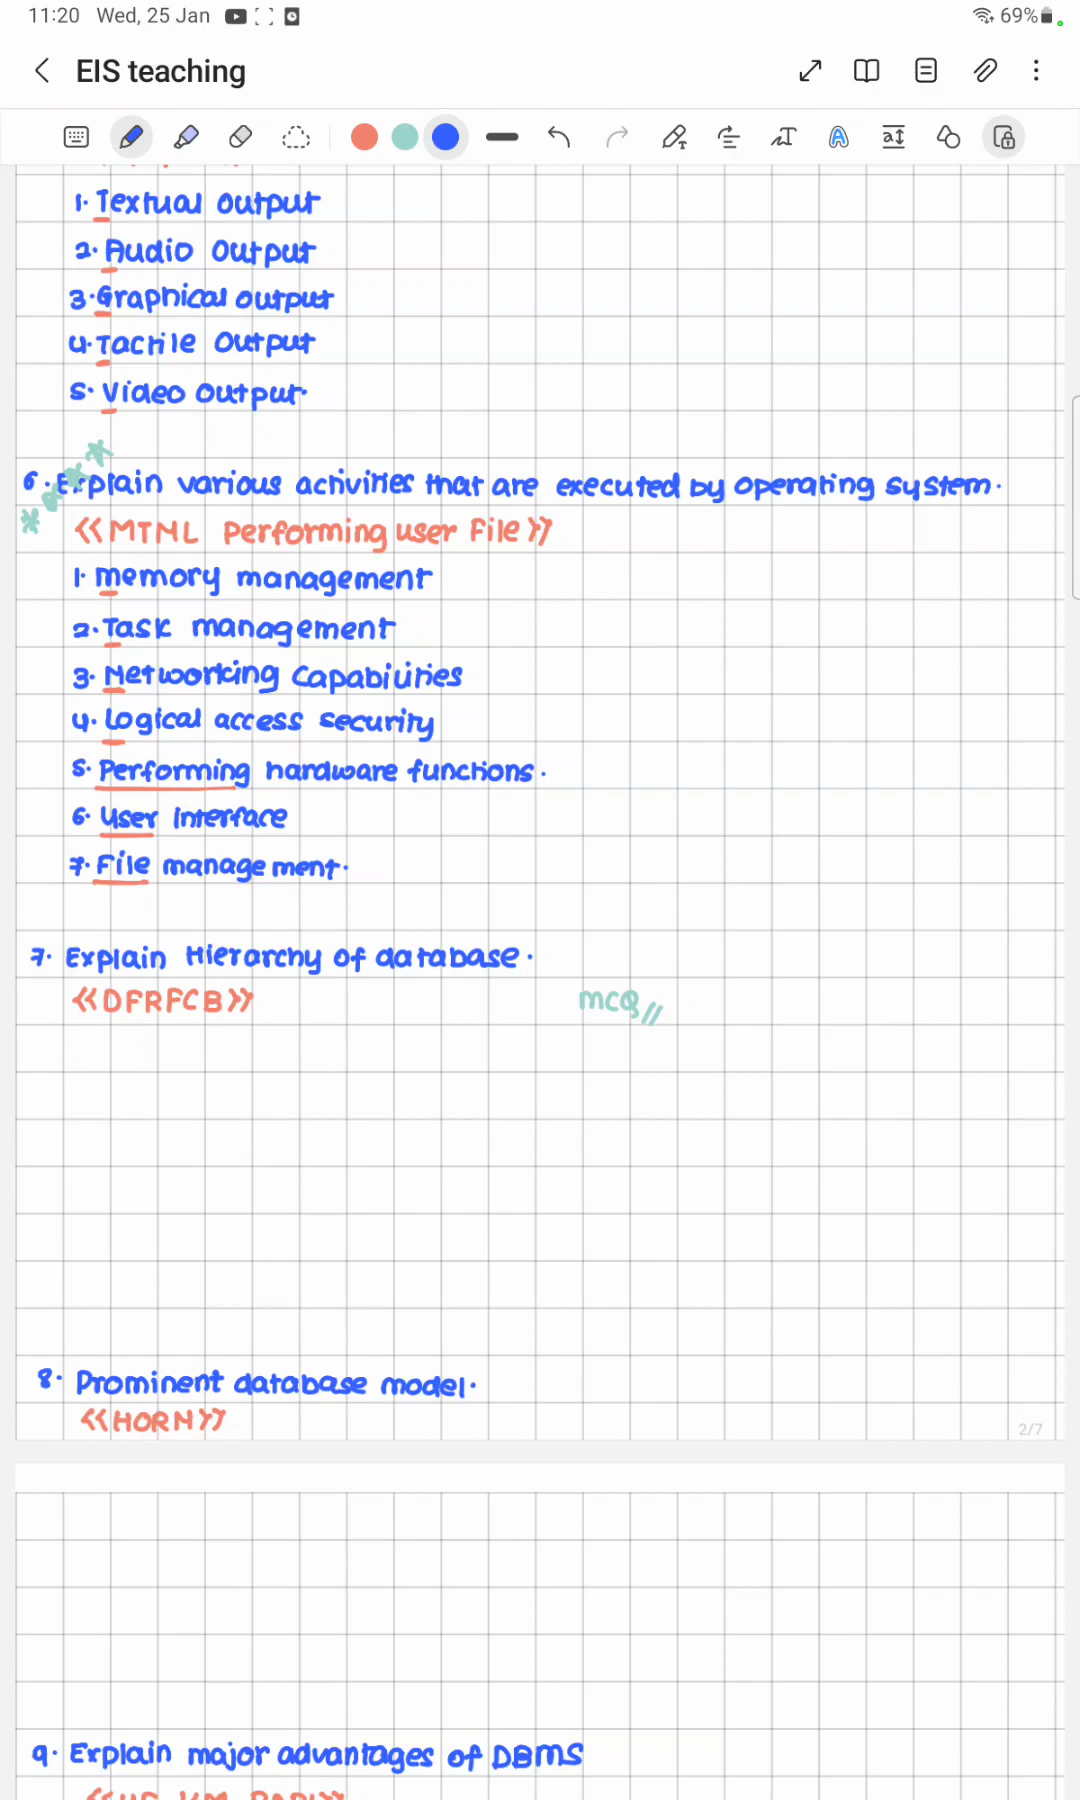 11:20 Wed, 25 Jan 69%
EIS teaching
1. Textual output
2. Audio output
3. Graphical output
4. Tactile output
5. Video output.
6. Explain various activities that are executed by operating system.
<<MTNL Performing user File>>
1. Memory management
2. Task management
3. Networking Capabilities
4. Logical access security
5. Performing hardware functions.
6. User interface
7. File management.
7. Explain Hierarchy of database.
<<DFRFCB>> MCQ //
8. Prominent database model.
<<HORN>>
2/7
9. Explain major advantages of DBMS